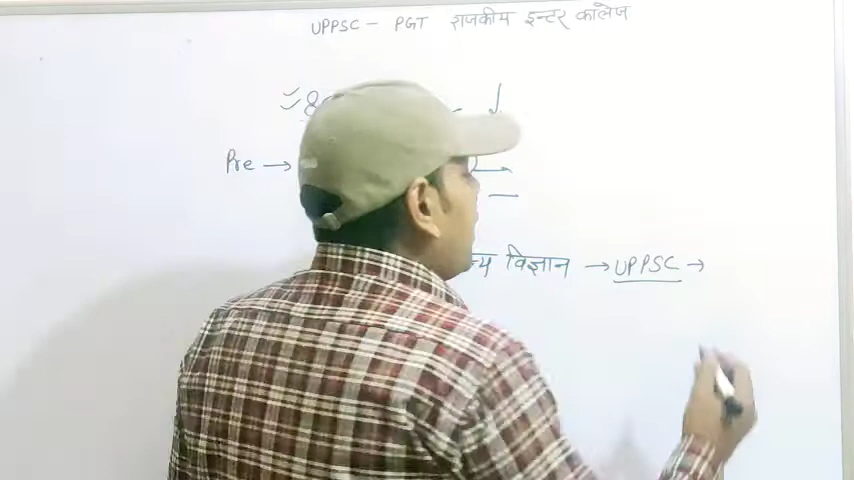 UPPSC - PGT राजकीय इन्टर कालेज
Pre →
विज्ञान → UPPSC →